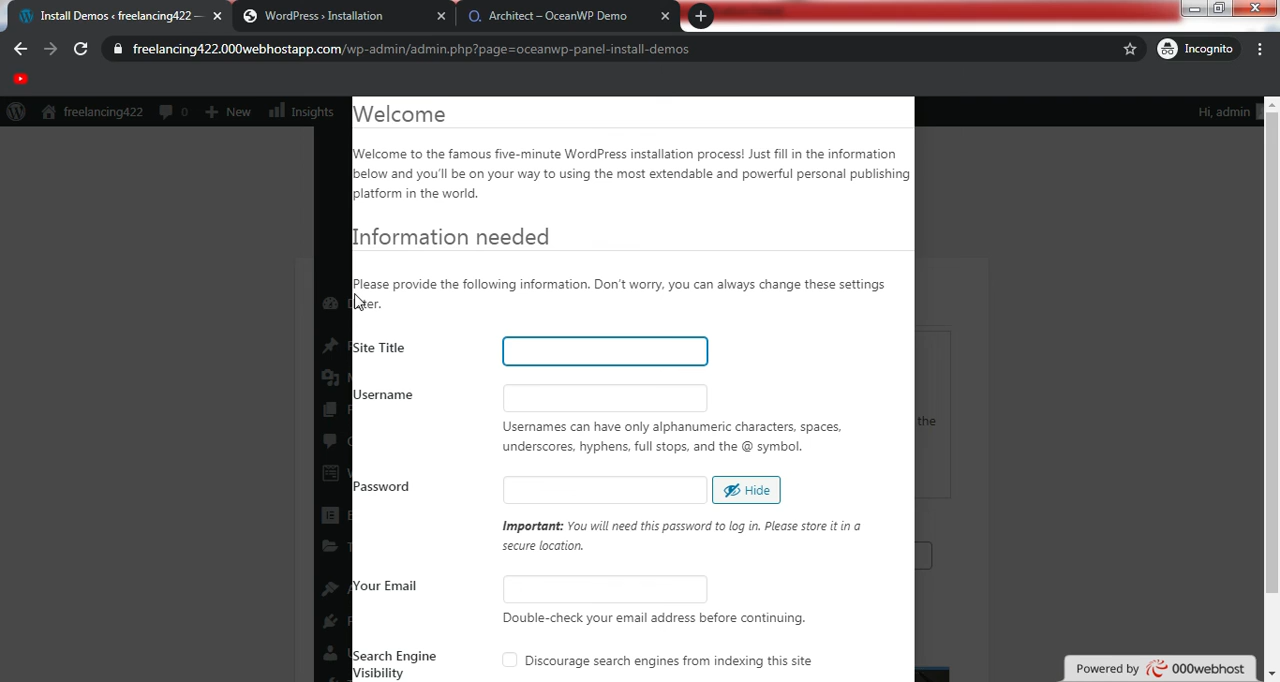 Install Demos < freelancing422 —
WordPress › Installation
Architect – OceanWP Demo
freelancing422.000webhostapp.com/wp-admin/admin.php?page=oceanwp-panel-install-demos
Incognito
freelancing422
0
New
Insights
Hi, admin
Welcome
Welcome to the famous five-minute WordPress installation process! Just fill in the information
below and you'll be on your way to using the most extendable and powerful personal publishing
platform in the world.
Information needed
Please provide the following information. Don't worry, you can always change these settings
later.
Site Title
Username
Usernames can have only alphanumeric characters, spaces,
underscores, hyphens, full stops, and the @ symbol.
the
Password
Hide
Important: You will need this password to log in. Please store it in a
secure location.
Your Email
Double-check your email address before continuing.
Search Engine
Visibility
Discourage search engines from indexing this site
Powered by 000webhost